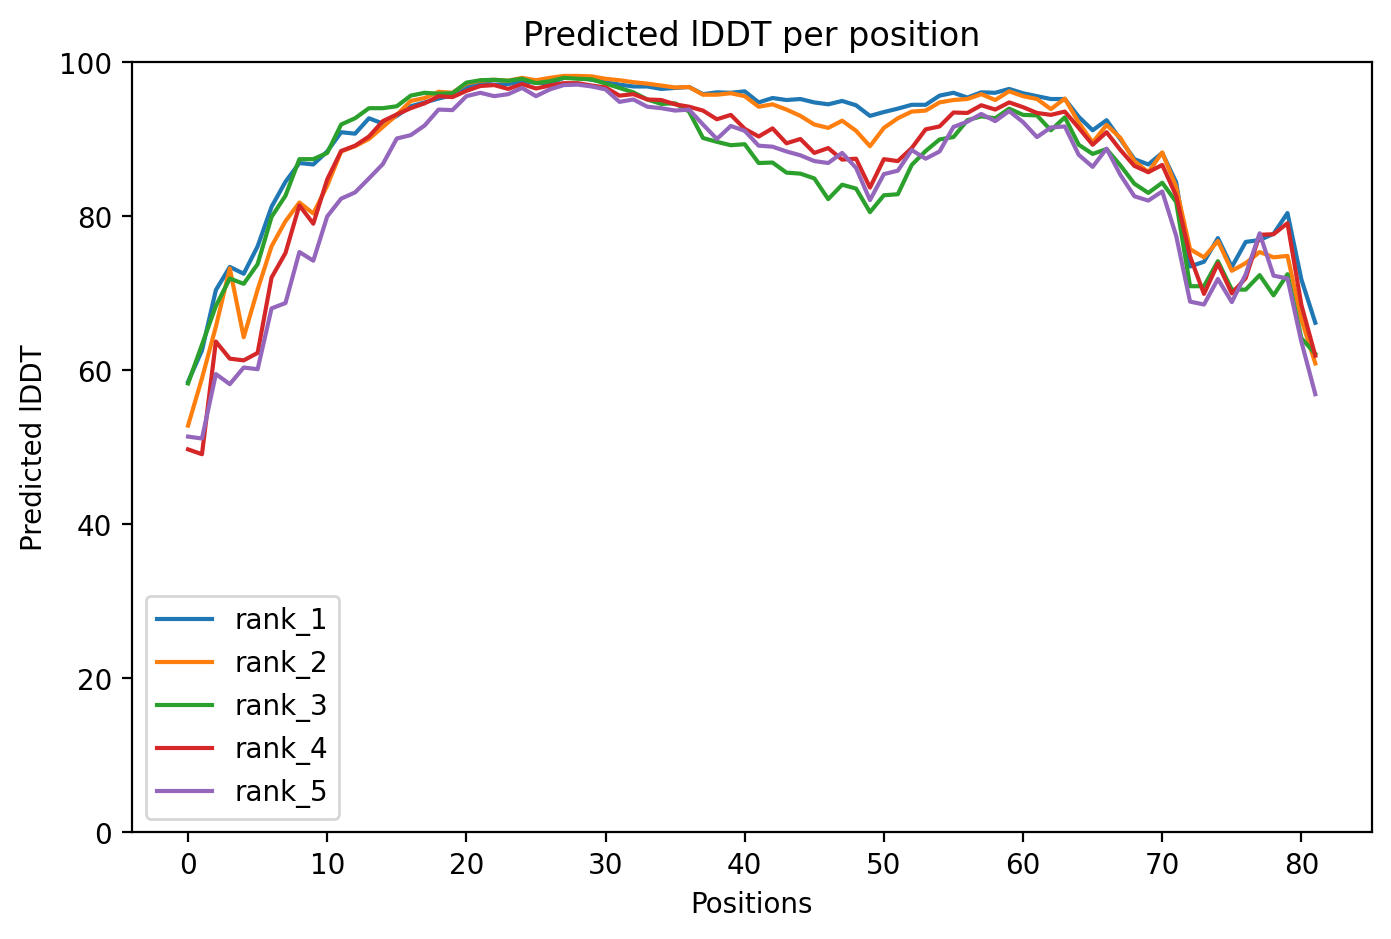 Predicted lDDT per position
100
80
60
40
20
0
Predicted lDDT
rank_1
rank_2
rank_3
rank_4
rank_5
0 10 20 30 40 50 60 70 80
Positions